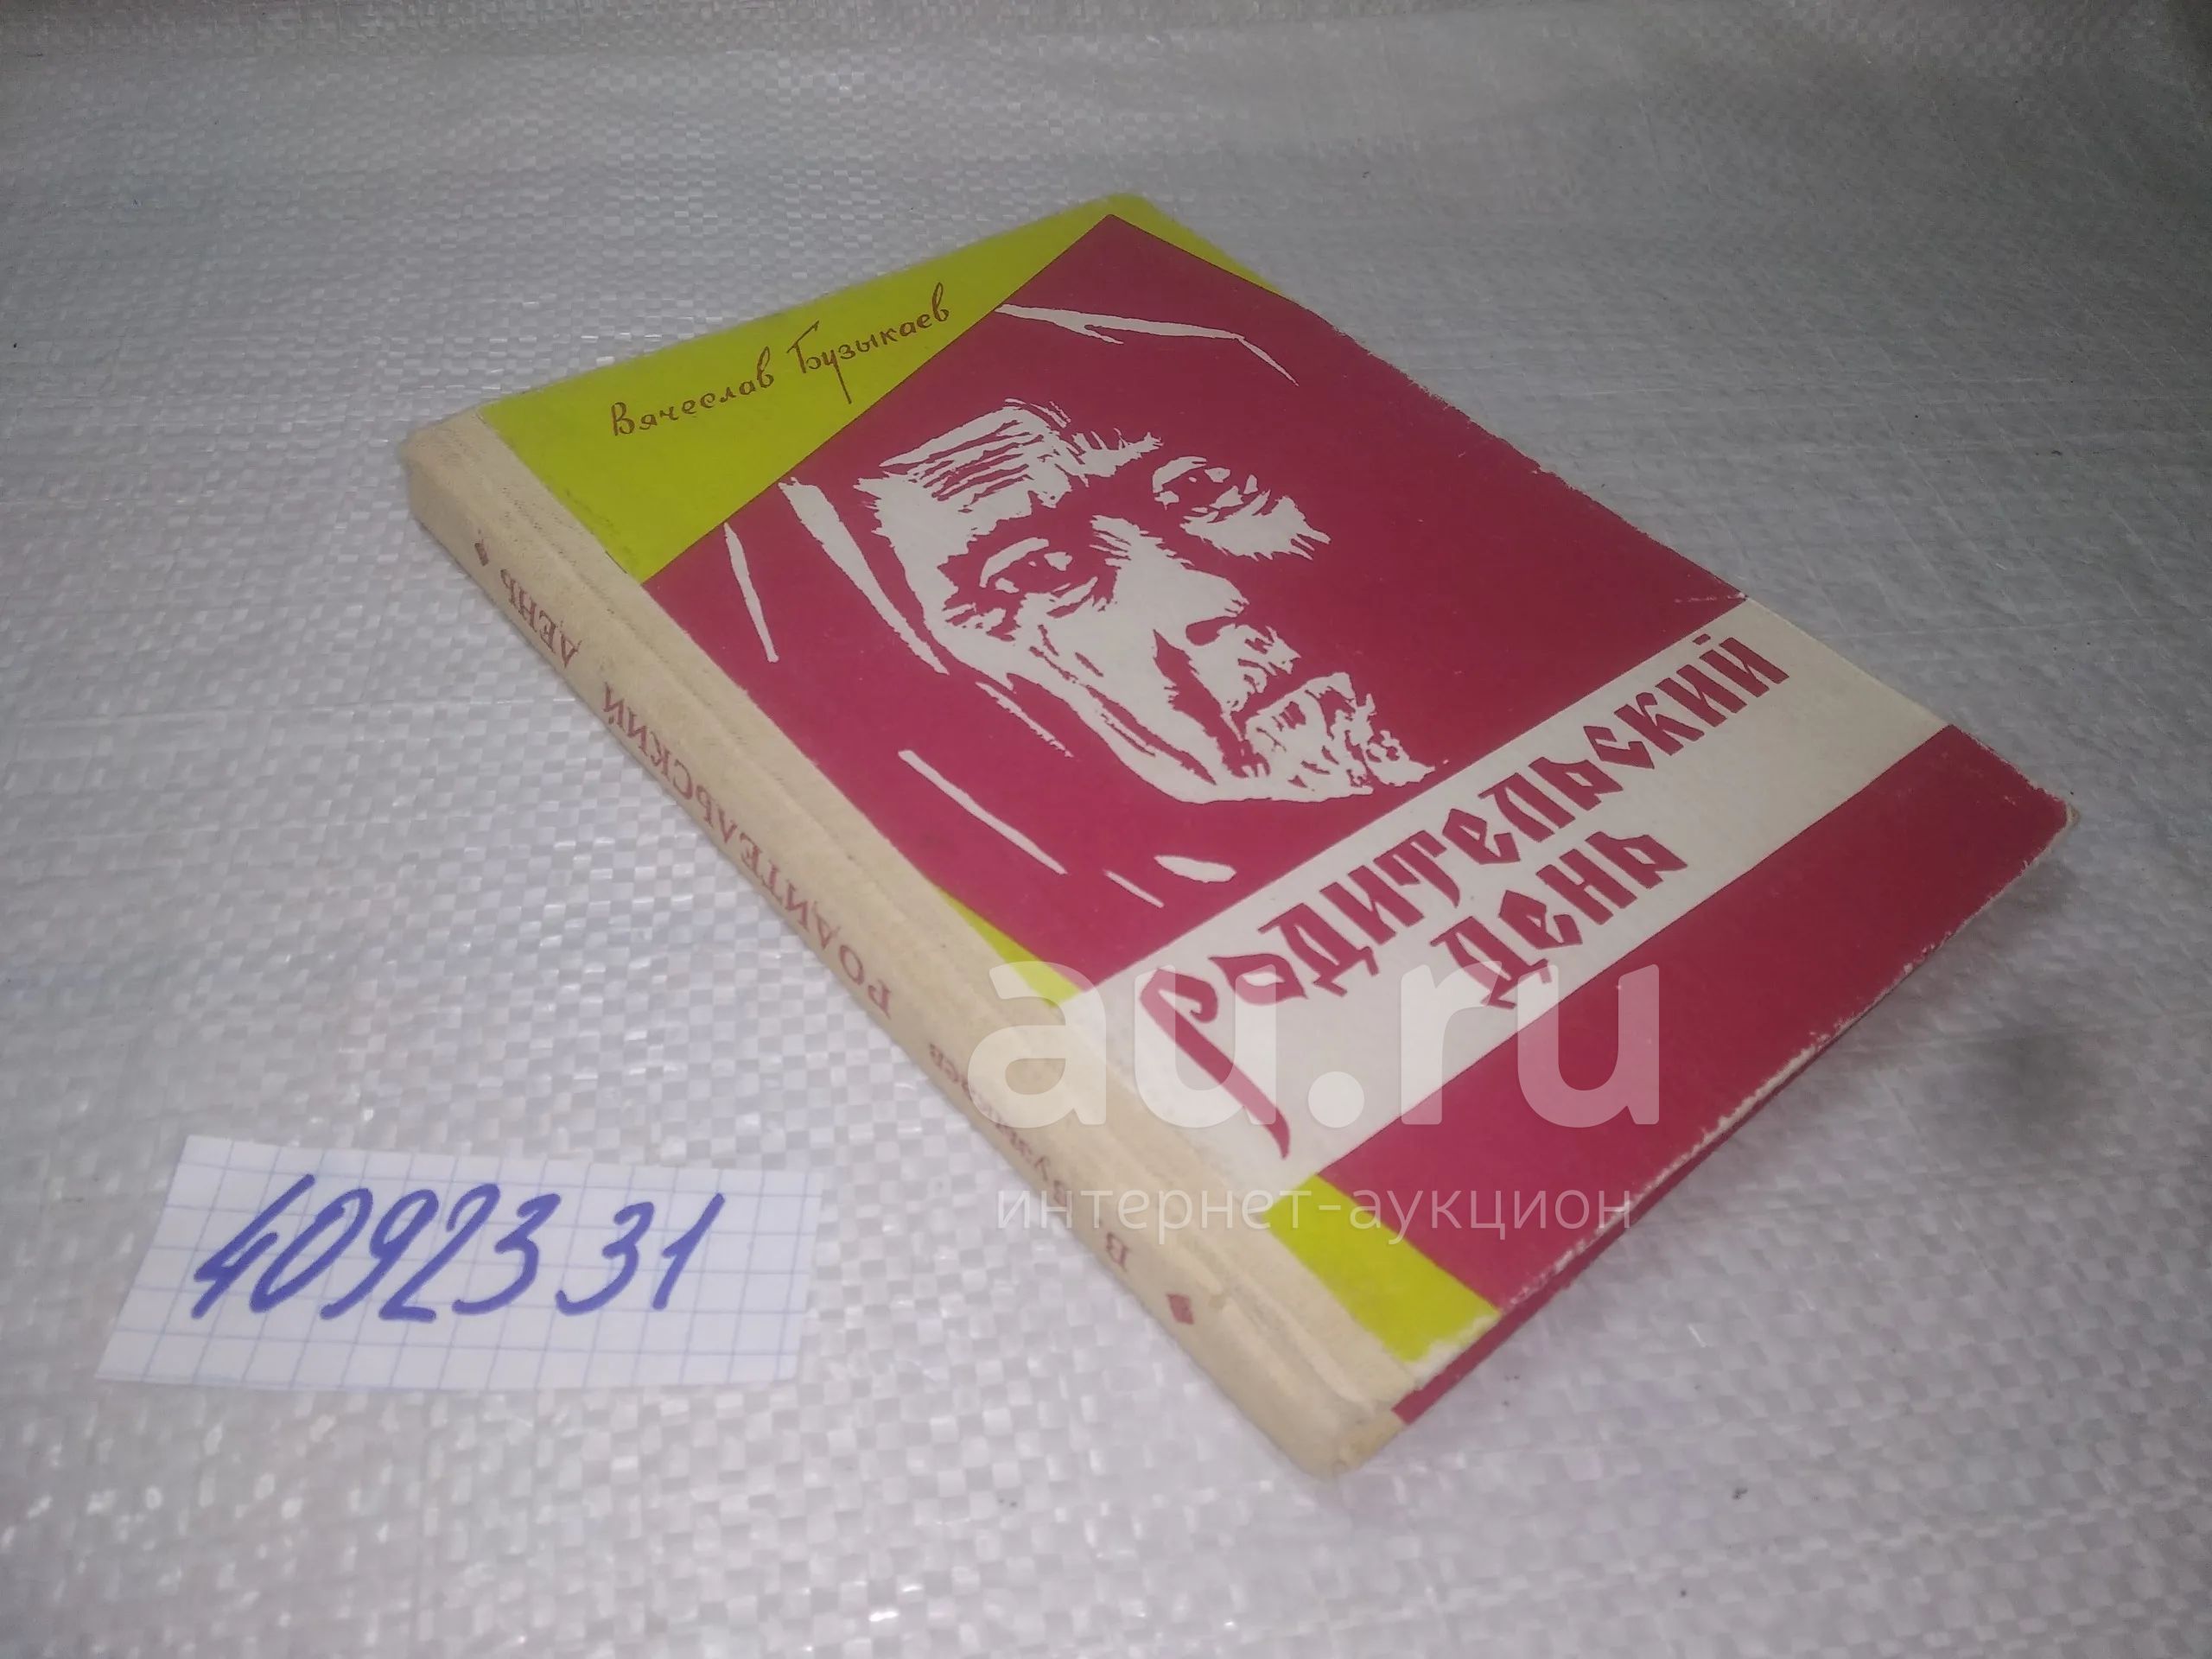 Вячеслав Бузыкаев
Родительский
день
В. Бузыкаев РОДИТЕЛЬСКИЙ ДЕНЬ
4092331
au.ru
интернет-аукцион